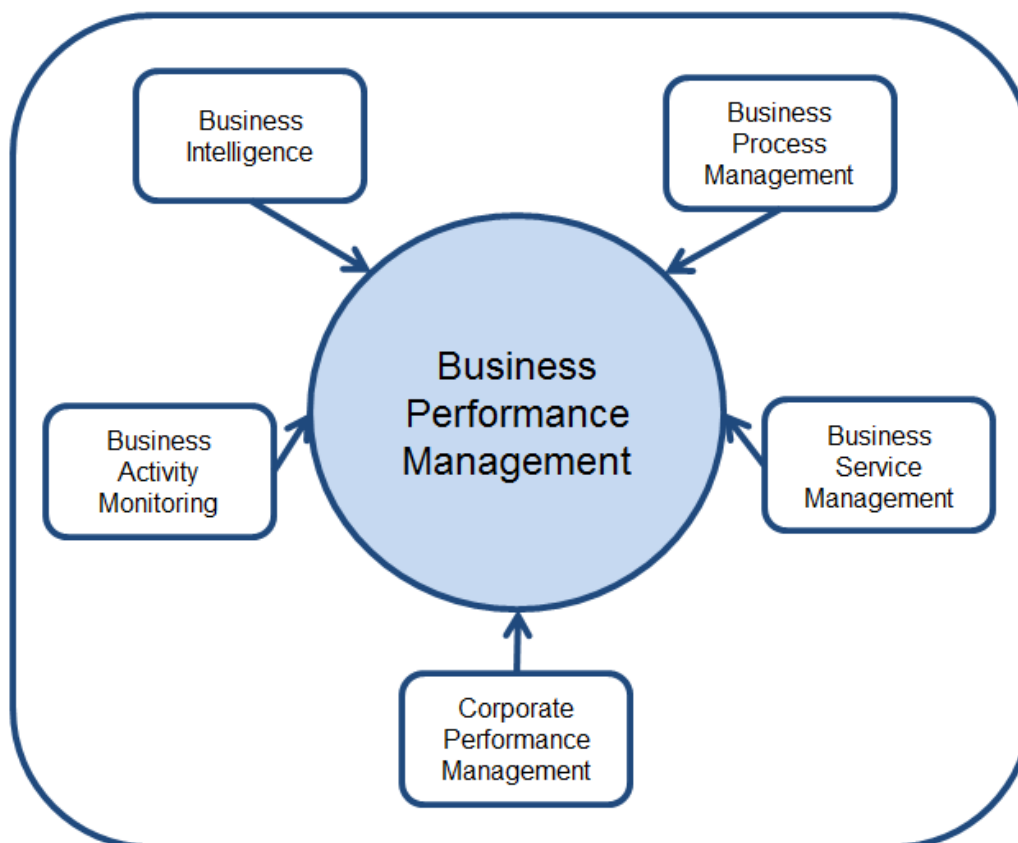 Business
Intelligence
Business
Process
Management
Business
Performance
Management
Business
Activity
Monitoring
Business
Service
Management
Corporate
Performance
Management